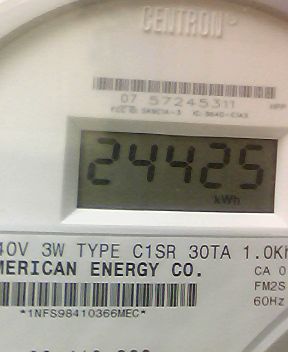 CENTRON
07 57245311
24425
kWh
40V 3W TYPE C1SR 30TA 1.0Kh
MERICAN ENERGY CO.
CA 0
FM2S
60Hz
*1NFS98410366MEC*